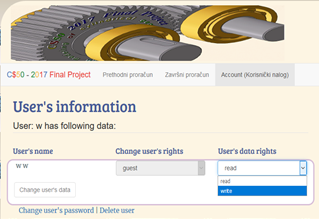 C$50 - 2017 Final Project Prethodni proračun Završni proračun Account (Korisnički nalog)
User's information
User: w has following data:
User's name Change user's rights User's data rights
w w guest read
read
write
Change user's data
Change user's password | Delete user